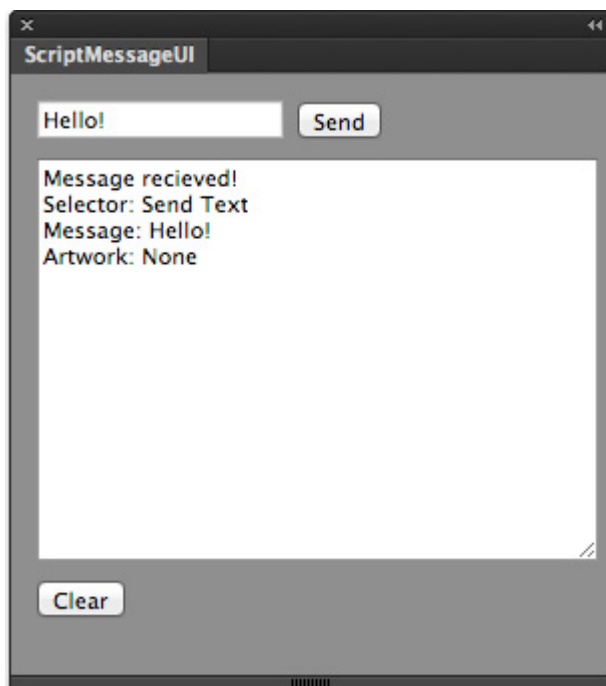 ScriptMessageUI
Hello! Send
Message recieved!
Selector: Send Text
Message: Hello!
Artwork: None
Clear